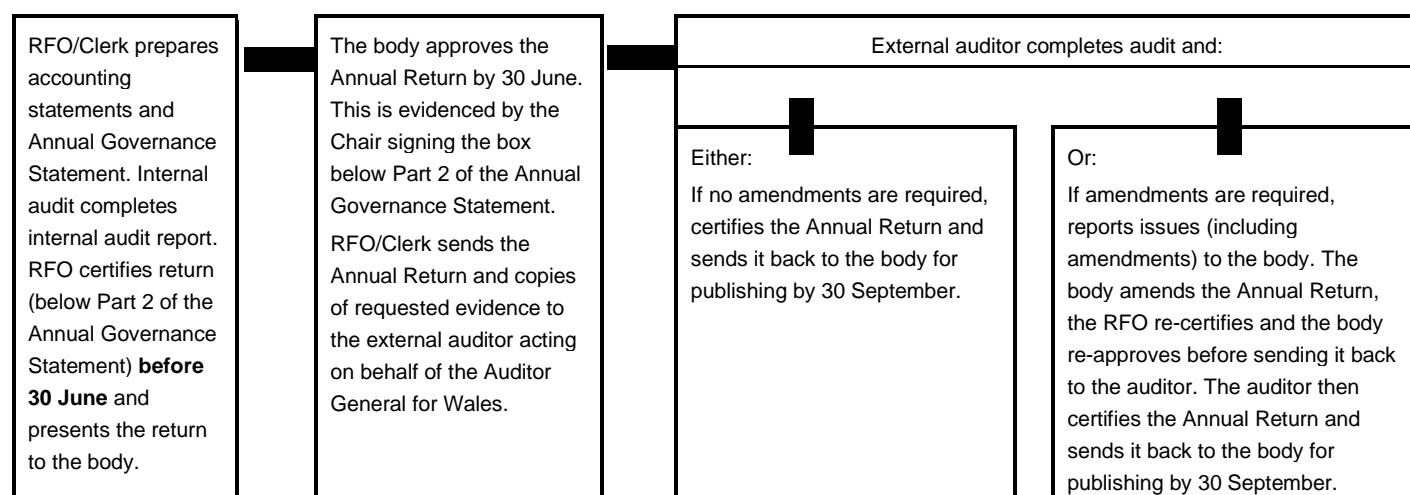 RFO/Clerk prepares
accounting
statements and
Annual Governance
Statement. Internal
audit completes
internal audit report.
RFO certifies return
(below Part 2 of the
Annual Governance
Statement) before
30 June and
presents the return
to the body.
The body approves the
Annual Return by 30 June.
This is evidenced by the
Chair signing the box
below Part 2 of the Annual
Governance Statement.
RFO/Clerk sends the
Annual Return and copies
of requested evidence to
the external auditor acting
on behalf of the Auditor
General for Wales.
External auditor completes audit and:
Either:
If no amendments are required,
certifies the Annual Return and
sends it back to the body for
publishing by 30 September.
Or:
If amendments are required,
reports issues (including
amendments) to the body. The
body amends the Annual Return,
the RFO re-certifies and the body
re-approves before sending it back
to the auditor. The auditor then
certifies the Annual Return and
sends it back to the body for
publishing by 30 September.